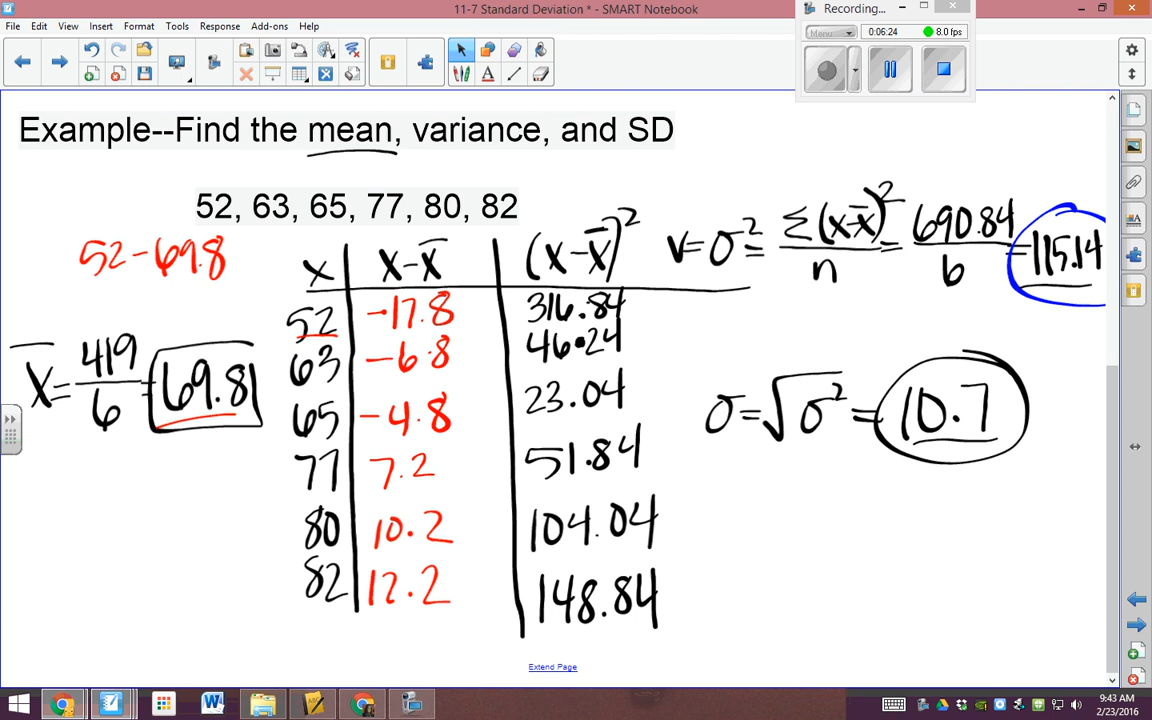 11-7 Standard Deviation * - SMART Notebook
Recording...
File Edit View Insert Format Tools Response Add-ons Help
Menu 0:06:24 8.0 fps
Example--Find the mean, variance, and SD
52, 63, 65, 77, 80, 82
52-69.8
x̄ = 419/6 = 69.8
x | x-x̄ | (x-x̄)²
52 | -17.8 | 316.84
63 | -6.8 | 46.24
65 | -4.8 | 23.04
77 | 7.2 | 51.84
80 | 10.2 | 104.04
82 | 12.2 | 148.84
v=σ²= Σ(x-x̄)²/n = 690.84/6 = 115.14
σ=√σ² = 10.7
Extend Page
9:43 AM
2/23/2016